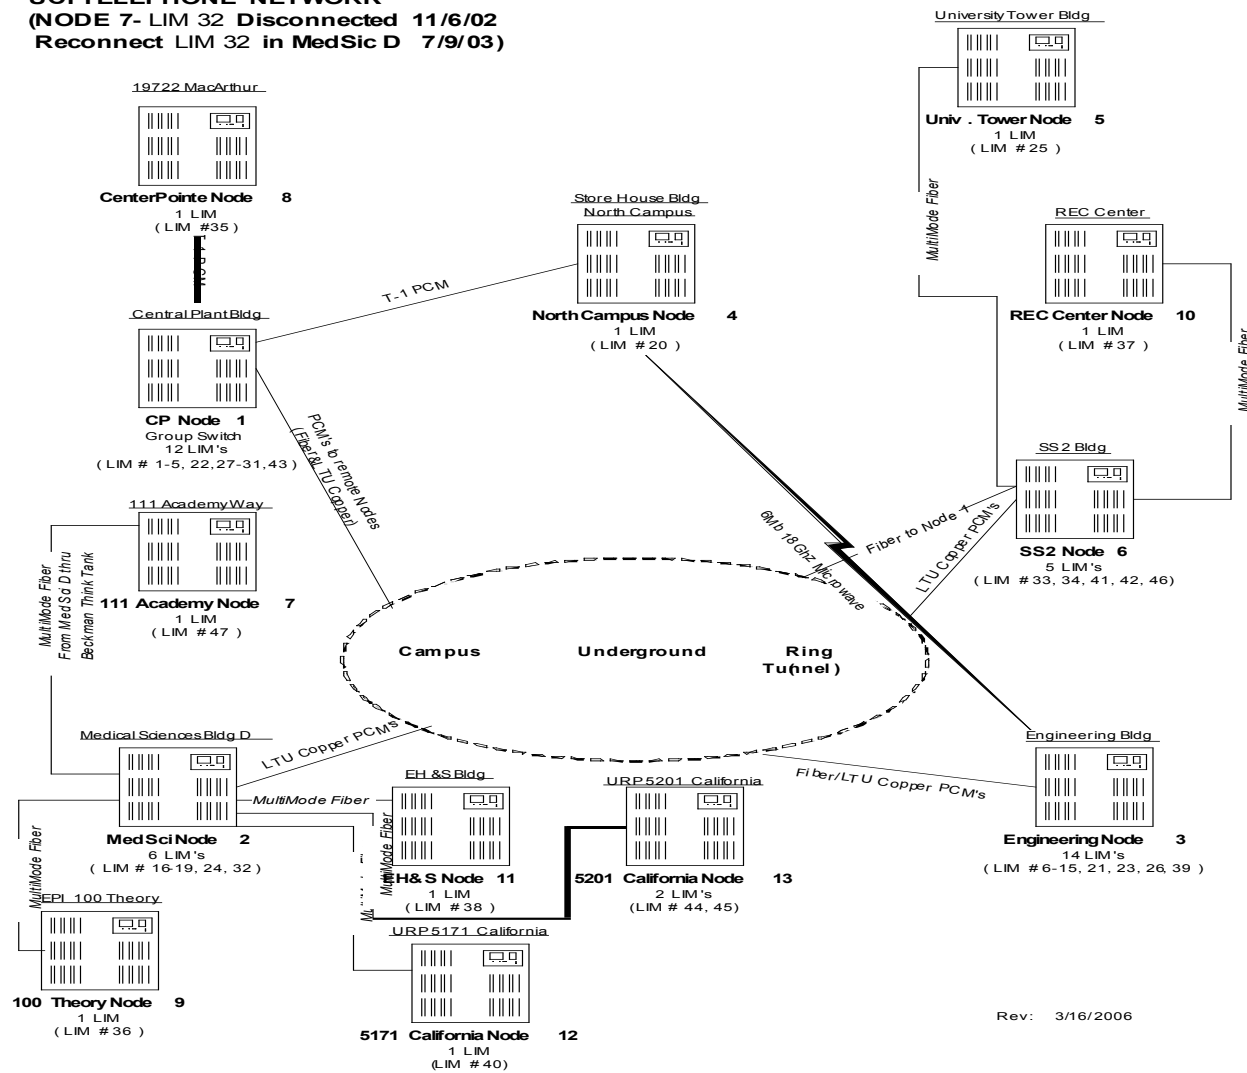 UCI TELEPHONE NETWORK
(NODE 7- LIM 32 Disconnected 11/6/02
Reconnect LIM 32 in MedSic D 7/9/03)
University Tower Bldg
Univ . Tower Node 5
1 LIM
( LIM # 25 )
19722 MacArthur
CenterPointe Node 8
1 LIM
( LIM #35 )
T-1 PCM
Store House Bldg
North Campus
North Campus Node 4
1 LIM
( LIM # 20 )
T-1 PCM
MultiMode Fiber
REC Center
REC Center Node 10
1 LIM
( LIM # 37 )
MultiMode Fiber
Central Plant Bldg
CP Node 1
Group Switch
12 LIM's
( LIM # 1-5, 22,27-31,43 )
PCM's to remote Nodes
(Fiber&LTU Copper)
SS2 Bldg
SS2 Node 6
5 LIM's
( LIM # 33, 34, 41, 42, 46)
Fiber to Node 1
LTU Copper PCM's
6Mb 18 Ghz Microwave
111 Academy Way
111 Academy Node 7
1 LIM
( LIM # 47 )
MultiMode Fiber
From Med Sci D thru
Beckman Think Tank
Campus Underground Ring
Tunnel )
Medical Sciences Bldg D
MedSci Node 2
6 LIM's
( LIM # 16-19, 24, 32 )
LTU Copper PCM's
MultiMode Fiber
EH &S Bldg
EH& S Node 11
1 LIM
( LIM # 38 )
MultiMode Fiber
URP 5201 California
5201 California Node 13
2 LIM's
(LIM # 44, 45)
Fiber/LTU Copper PCM's
Engineering Bldg
Engineering Node 3
14 LIM's
( LIM # 6-15, 21, 23, 26, 39 )
MultiMode Fiber
EPI 100 Theory
100 Theory Node 9
1 LIM
( LIM # 36 )
URP 5171 California
5171 California Node 12
1 LIM
(LIM # 40)
Rev: 3/16/2006